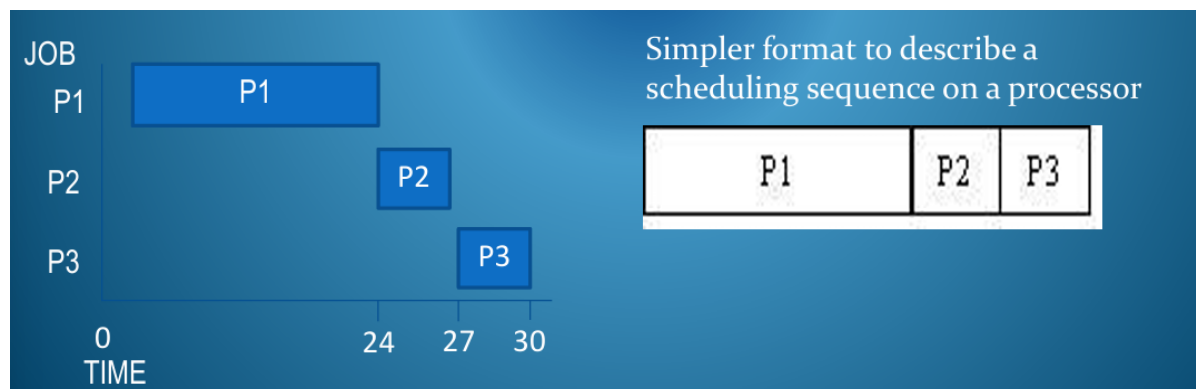 JOB
P1
P1
P2
P2
P3
P3
0
24
27
30
TIME
Simpler format to describe a
scheduling sequence on a processor
P1 P2 P3